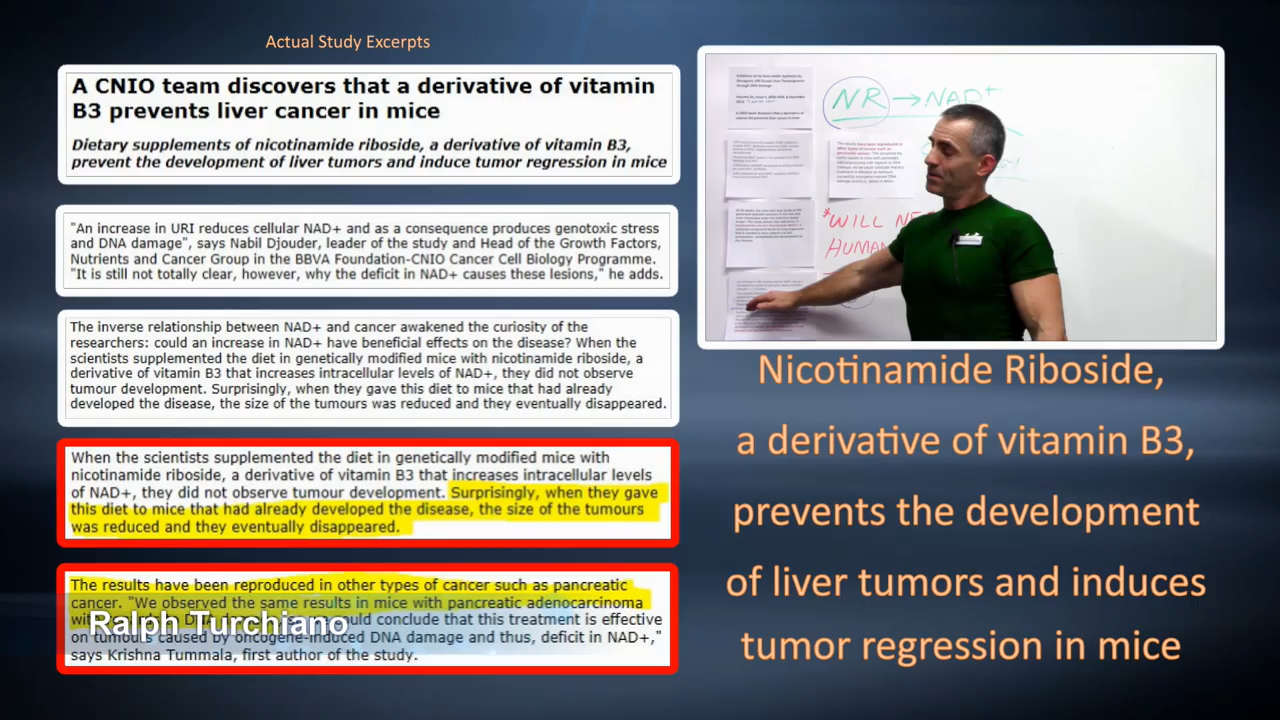 Actual Study Excerpts
A CNIO team discovers that a derivative of vitamin
B3 prevents liver cancer in mice
Dietary supplements of nicotinamide riboside, a derivative of vitamin B3,
prevent the development of liver tumors and induce tumor regression in mice
"An increase in URI reduces cellular NAD+ and as a consequence produces genotoxic stress
and DNA damage", says Nabil Djouder, leader of the study and Head of the Growth Factors,
Nutrients and Cancer Group in the BBVA Foundation-CNIO Cancer Cell Biology Programme.
"It is still not totally clear, however, why the deficit in NAD+ causes these lesions," he adds.
The inverse relationship between NAD+ and cancer awakened the curiosity of the
researchers: could an increase in NAD+ have beneficial effects on the disease? When the
scientists supplemented the diet in genetically modified mice with nicotinamide riboside, a
derivative of vitamin B3 that increases intracellular levels of NAD+, they did not observe
tumour development. Surprisingly, when they gave this diet to mice that had already
developed the disease, the size of the tumours was reduced and they eventually disappeared.
When the scientists supplemented the diet in genetically modified mice with
nicotinamide riboside, a derivative of vitamin B3 that increases intracellular levels
of NAD+, they did not observe tumour development. Surprisingly, when they gave
this diet to mice that had already developed the disease, the size of the tumours
was reduced and they eventually disappeared.
The results have been reproduced in other types of cancer such as pancreatic
cancer. "We observed the same results in mice with pancreatic adenocarcinoma
conclude that this treatment is effective
on tumours caused by oncogene-induced DNA damage and thus, deficit in NAD+,"
says Krishna Tummala, first author of the study.
Ralph Turchiano
NR → NAD+
*WILL
HUMAN
Nicotinamide Riboside,
a derivative of vitamin B3,
prevents the development
of liver tumors and induces
tumor regression in mice